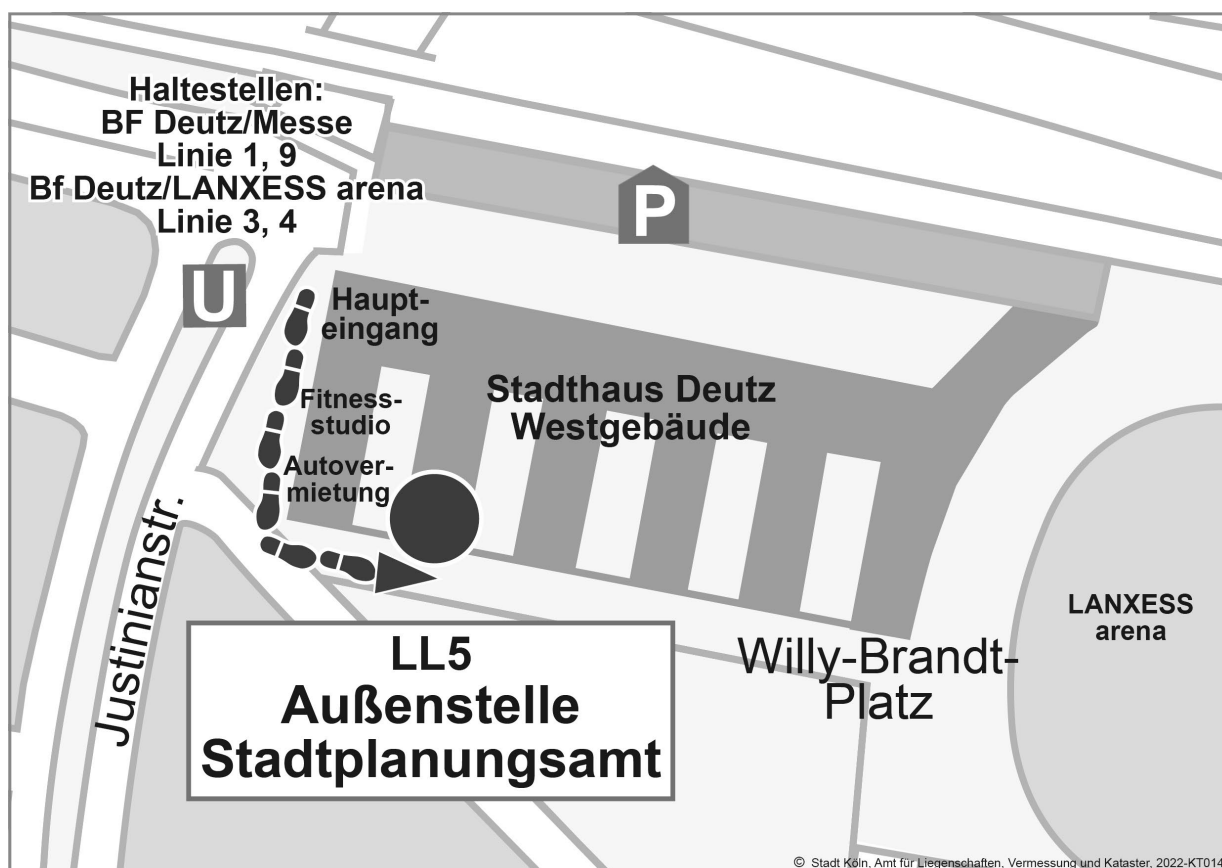 Haltestellen:
BF Deutz/Messe
Linie 1, 9
Bf Deutz/LANXESS arena
Linie 3, 4
P
U
Haupt-
eingang
Fitness-
studio
Autover-
mietung
Stadthaus Deutz
Westgebäude
Justinianstr.
LANXESS
arena
Willy-Brandt-
Platz
LL5
Außenstelle
Stadtplanungsamt
© Stadt Köln, Amt für Liegenschaften, Vermessung und Kataster, 2022-KT014